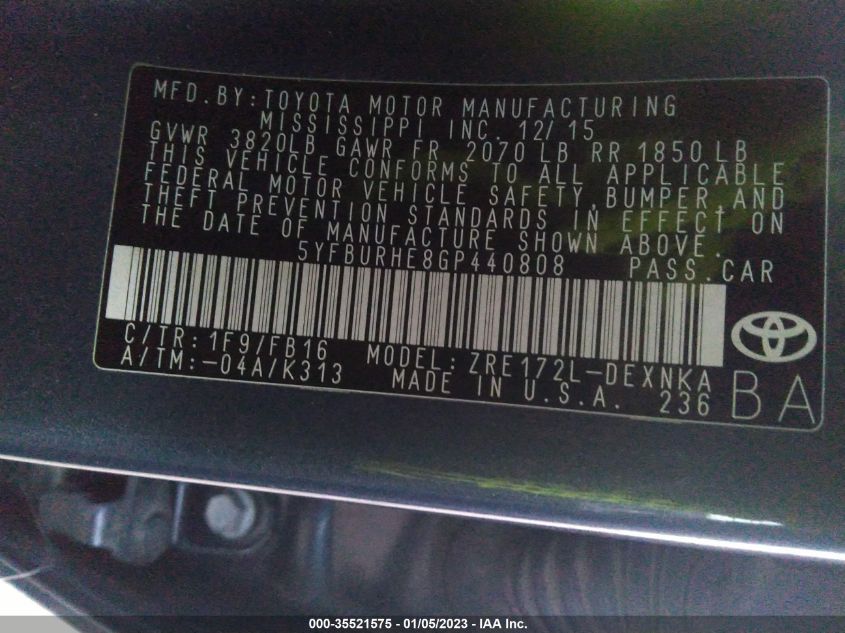 MFD.BY:TOYOTA MOTOR MANUFACTURING
MISSISSIPPI INC. 12/15
GVWR 3820LB GAWR FR 2070 LB RR 1850 LB
THIS VEHICLE CONFORMS TO ALL APPLICABLE
FEDERAL MOTOR VEHICLE SAFETY,BUMPER,AND
THEFT PREVENTION STANDARDS IN EFFECT ON
THE DATE OF MANUFACTURE SHOWN ABOVE.
5YFBURHE8GP440808 PASS.CAR
C/TR:1F9/FB16 MODEL:ZRE172L-DEXNKA
A/TM:-04A/K313 MADE IN U.S.A. 236
BA
000-35521575 - 01/05/2023 - IAA Inc.